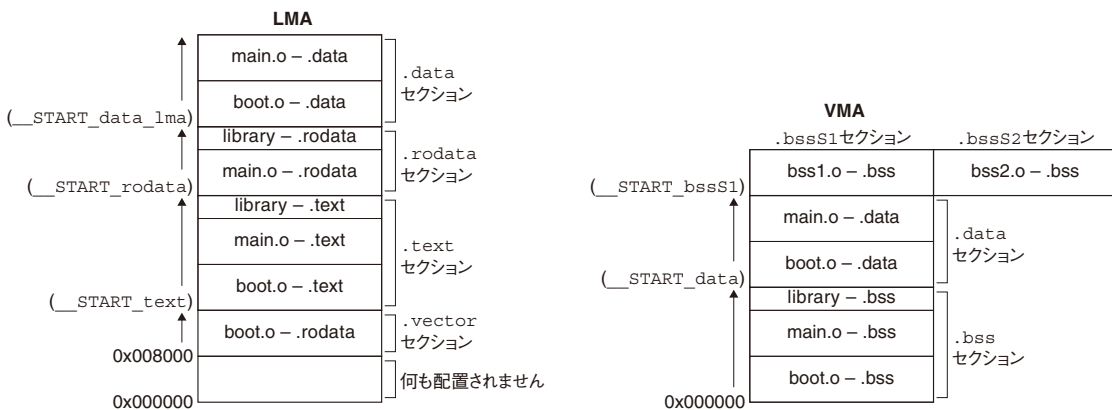 LMA
main.o – .data
boot.o – .data
.data
セクション
(__START_data_lma)
library – .rodata
main.o – .rodata
.rodata
セクション
(__START_rodata)
library – .text
main.o – .text
boot.o – .text
.text
セクション
(__START_text)
boot.o – .rodata
.vector
セクション
0x008000
何も配置されません
0x000000
VMA
.bssS1セクション
.bssS2セクション
bss1.o – .bss
bss2.o – .bss
(__START_bssS1)
main.o – .data
boot.o – .data
.data
セクション
(__START_data)
library – .bss
main.o – .bss
boot.o – .bss
.bss
セクション
0x000000